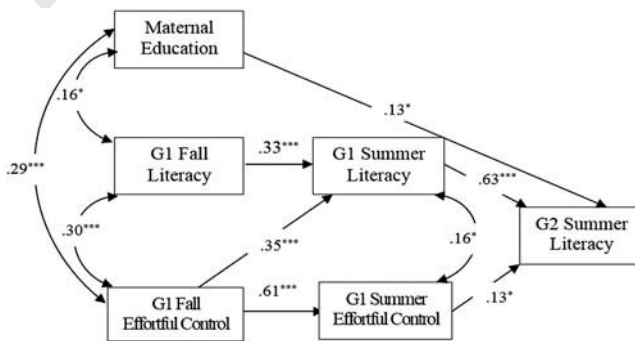 Maternal
Education
.16*
.13*
.29***
G1 Fall
Literacy
.33***
G1 Summer
Literacy
.63***
G2 Summer
Literacy
.30***
.35***
.16*
.61***
.13*
G1 Fall
Effortful Control
G1 Summer
Effortful Control